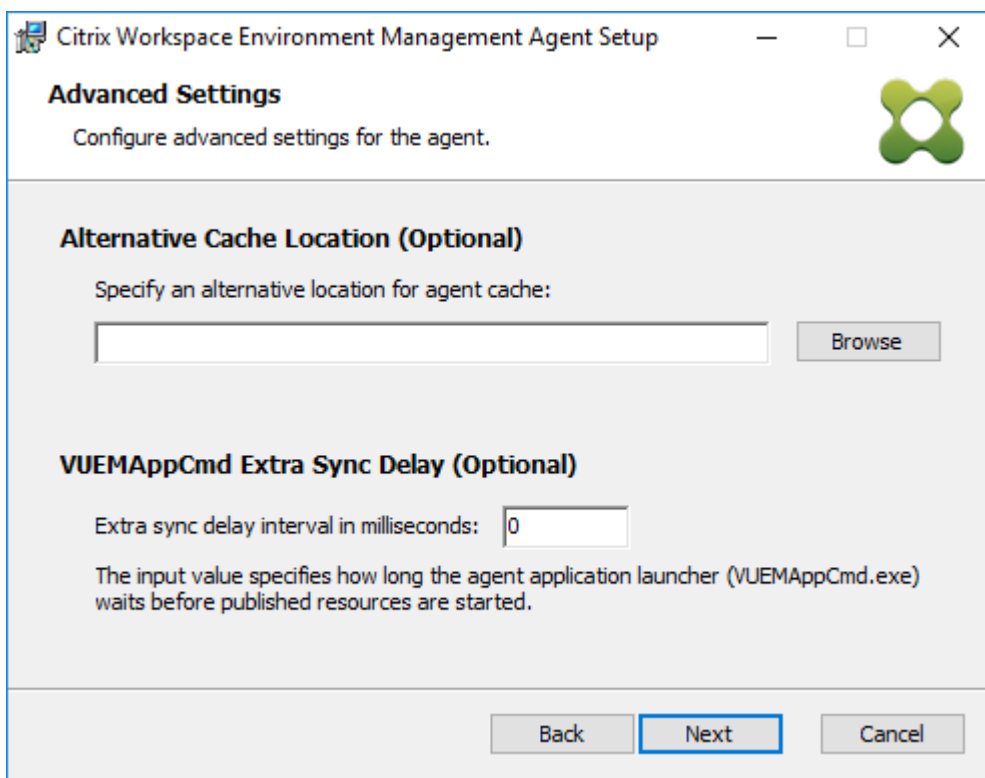 Citrix Workspace Environment Management Agent Setup
Advanced Settings
Configure advanced settings for the agent.
Alternative Cache Location (Optional)
Specify an alternative location for agent cache:
Browse
VUEMAppCmd Extra Sync Delay (Optional)
Extra sync delay interval in milliseconds: 0
The input value specifies how long the agent application launcher (VUEMAppCmd.exe)
waits before published resources are started.
Back Next Cancel